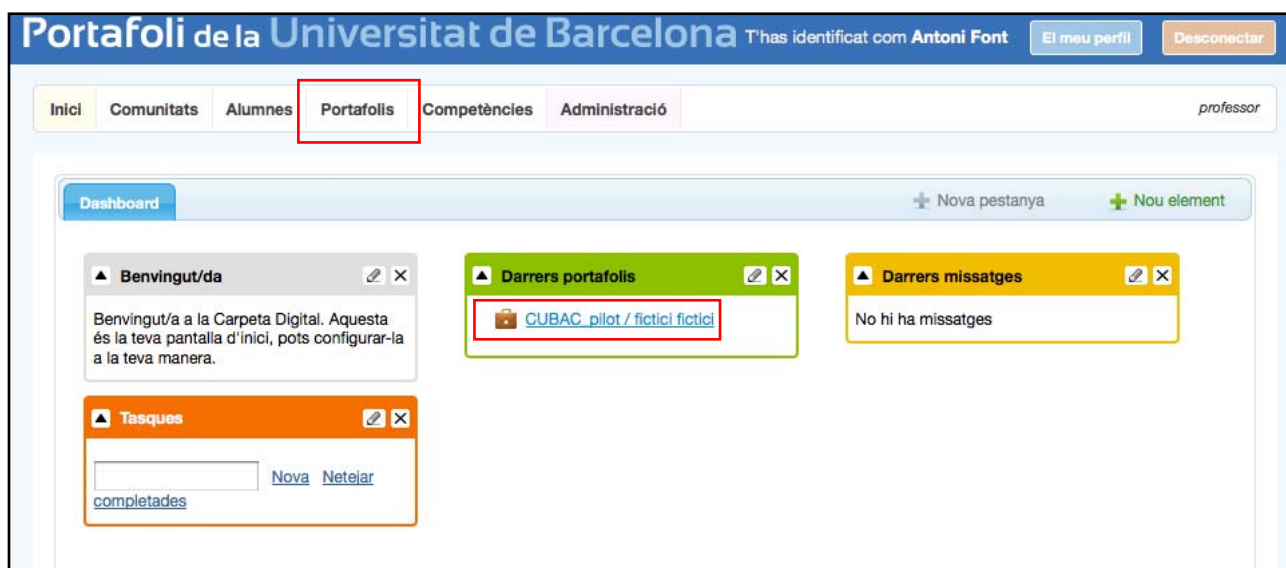 Portafoli de la Universitat de Barcelona T'has identificat com Antoni Font El meu perfil Desconectar
Inici Comunitats Alumnes Portafolis Competències Administració professor
Dashboard Nova pestanya Nou element
Benvingut/da
Benvingut/a a la Carpeta Digital. Aquesta
és la teva pantalla d'inici, pots configurar-la
a la teva manera.
Darrers portafolis
CUBAC_pilot / fictici fictici
Darrers missatges
No hi ha missatges
Tasques
Nova Netejar
completades